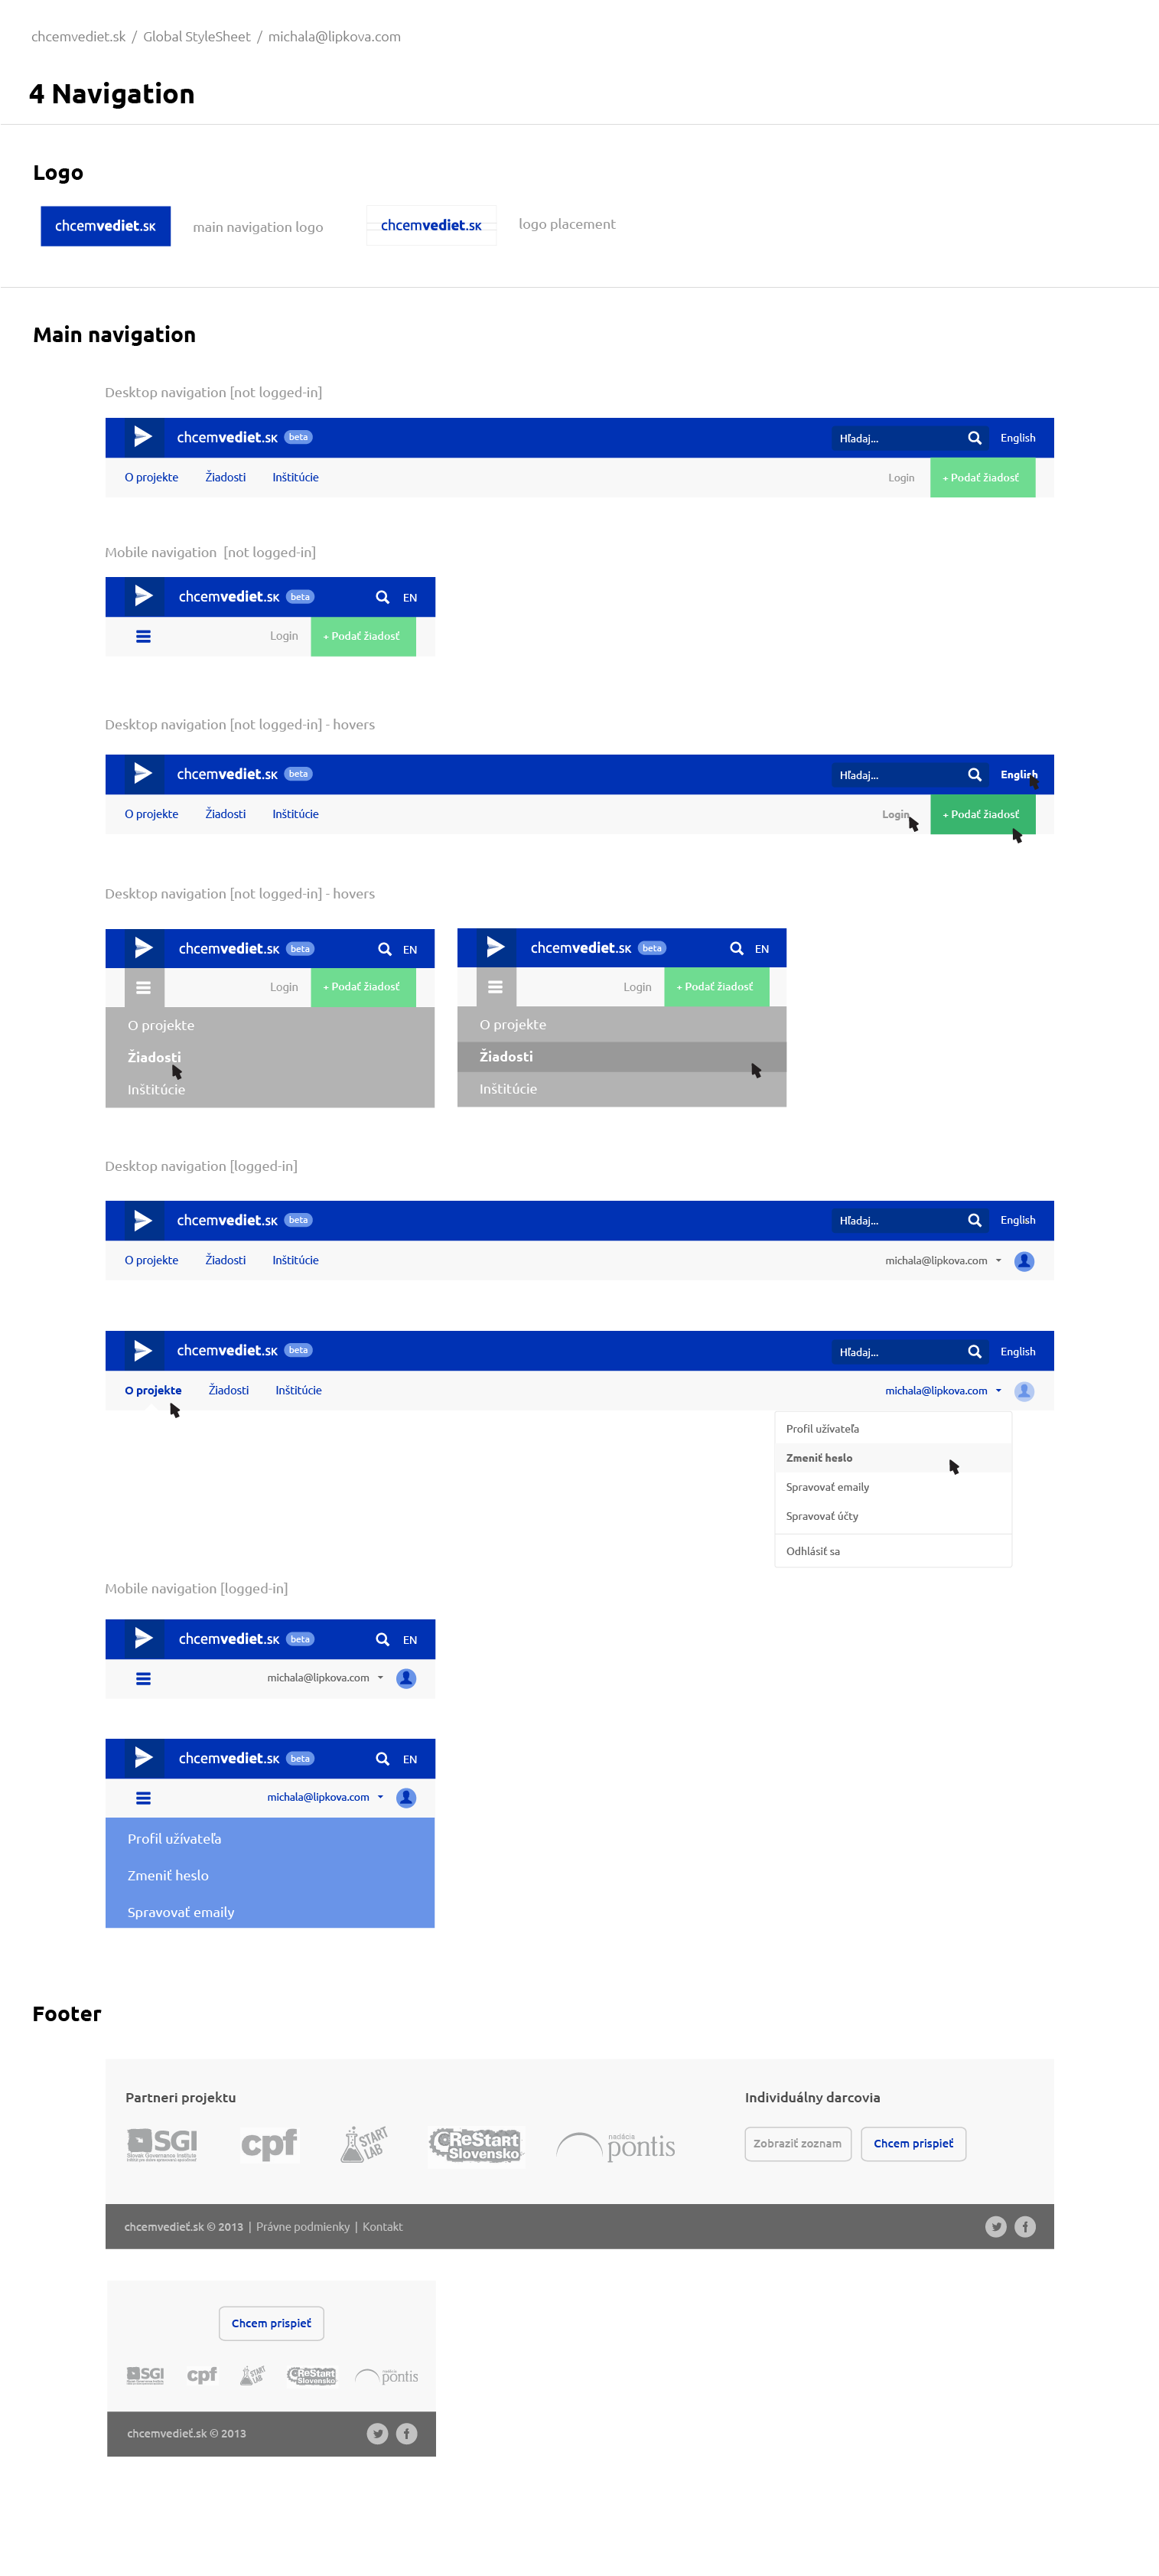 chcemvediet.sk / Global StyleSheet / michala@lipkova.com
4 Navigation
Logo
chcemvediet.sk main navigation logo chcemvediet.sk logo placement
Main navigation
Desktop navigation [not logged-in]
chcemvediet.sk beta Hľadaj... English
O projekte Žiadosti Inštitúcie Login + Podať žiadosť
Mobile navigation [not logged-in]
chcemvediet.sk beta EN
Login + Podať žiadosť
Desktop navigation [not logged-in] - hovers
chcemvediet.sk beta Hľadaj... English
O projekte Žiadosti Inštitúcie Login + Podať žiadosť
Desktop navigation [not logged-in] - hovers
chcemvediet.sk beta EN
Login + Podať žiadosť
O projekte
Žiadosti
Inštitúcie
chcemvediet.sk beta EN
Login + Podať žiadosť
O projekte
Žiadosti
Inštitúcie
Desktop navigation [logged-in]
chcemvediet.sk beta Hľadaj... English
O projekte Žiadosti Inštitúcie michala@lipkova.com
chcemvediet.sk beta Hľadaj... English
O projekte Žiadosti Inštitúcie michala@lipkova.com
Profil užívateľa
Zmeniť heslo
Spravovať emaily
Spravovať účty
Odhlásiť sa
Mobile navigation [logged-in]
chcemvediet.sk beta EN
michala@lipkova.com
chcemvediet.sk beta EN
michala@lipkova.com
Profil užívateľa
Zmeniť heslo
Spravovať emaily
Footer
Partneri projektu Individuálny darcovia
SGI
Slovak Governance Institute
cpf
START LAB
ReStart
Slovensko
nadácia
pontis
Zobraziť zoznam Chcem prispieť
chcemvedieť.sk © 2013 | Právne podmienky | Kontakt
Chcem prispieť
SGI
cpf
START LAB
ReStart
Slovensko
pontis
chcemvedieť.sk © 2013